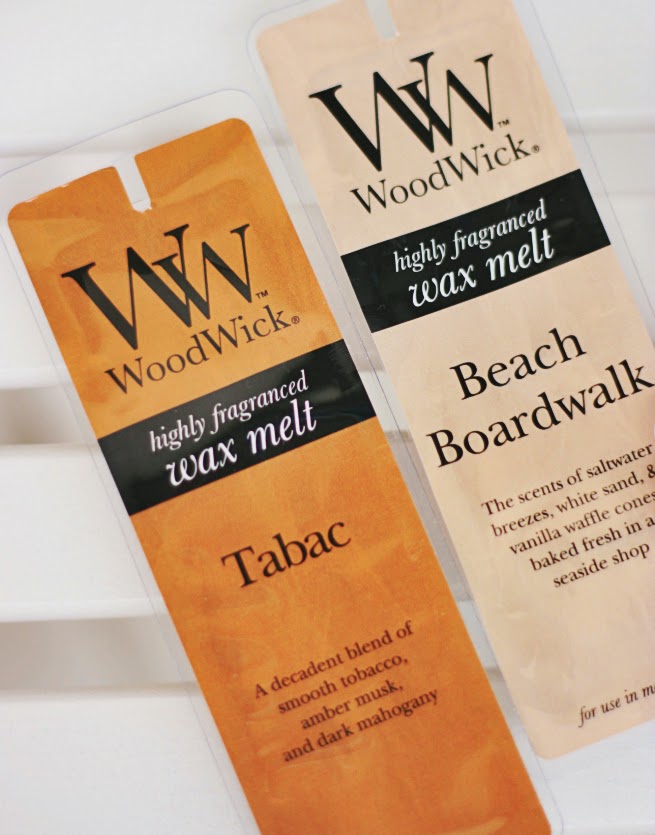 WW™
WoodWick®
highly fragranced
wax melt
Tabac
A decadent blend of
smooth tobacco,
amber musk,
and dark mahogany
WW™
WoodWick®
highly fragranced
wax melt
Beach
Boardwalk
The scents of saltwater
breezes, white sand, &
vanilla waffle cones
baked fresh in a
seaside shop
for use in